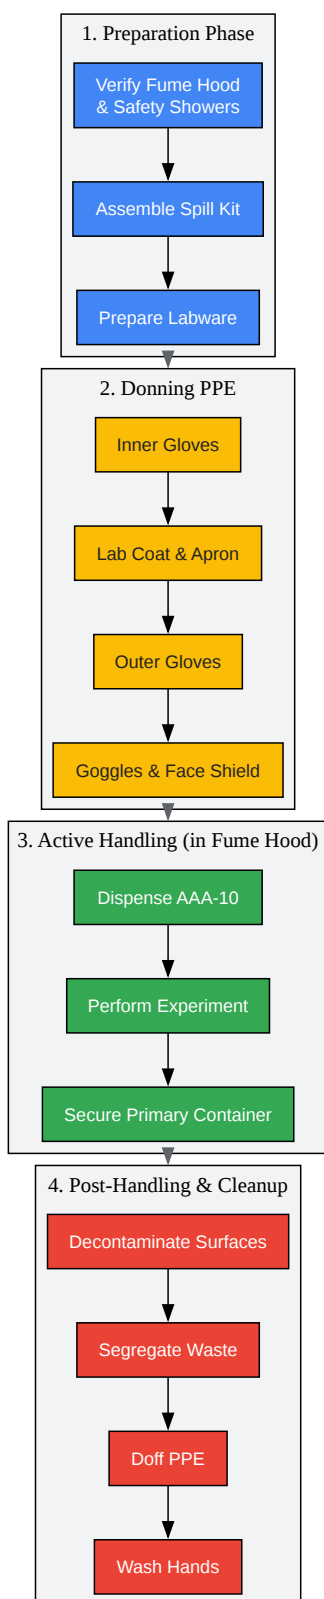 1. Preparation Phase
Verify Fume Hood
& Safety Showers
Assemble Spill Kit
Prepare Labware
2. Donning PPE
Inner Gloves
Lab Coat & Apron
Outer Gloves
Goggles & Face Shield
3. Active Handling (in Fume Hood)
Dispense AAA-10
Perform Experiment
Secure Primary Container
4. Post-Handling & Cleanup
Decontaminate Surfaces
Segregate Waste
Doff PPE
Wash Hands